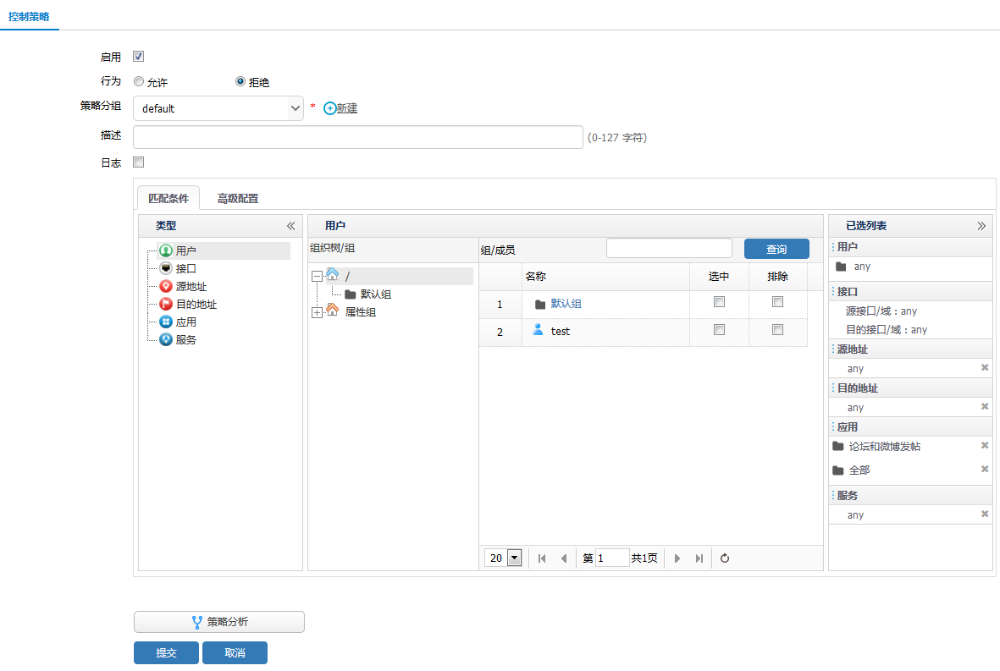 控制策略
启用
行为 允许 拒绝
策略分组 default * 新建
描述 (0-127 字符)
日志
匹配条件 高级配置
类型
用户
接口
源地址
目的地址
应用
服务
用户
组织树/组
/
默认组
属性组
组/成员 查询
名称 选中 排除
1 默认组
2 test
20 第 1 共1页
已选列表
用户
any
接口
源接口/域：any
目的接口/域：any
源地址
any
目的地址
any
应用
论坛和微博发帖
全部
服务
any
策略分析
提交 取消